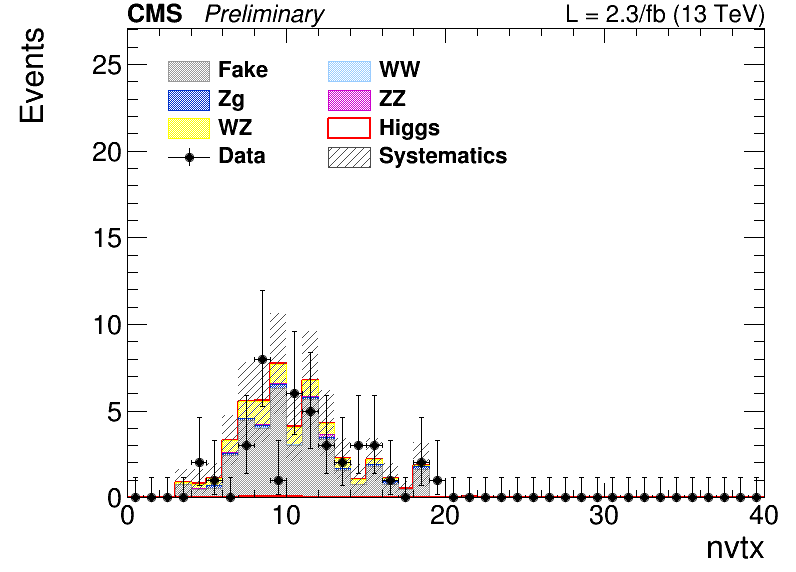 CMS Preliminary L = 2.3/fb (13 TeV)
Events
25
20
15
10
5
0
Fake WW
Zg ZZ
WZ Higgs
Data Systematics
0 10 20 30 40
nvtx